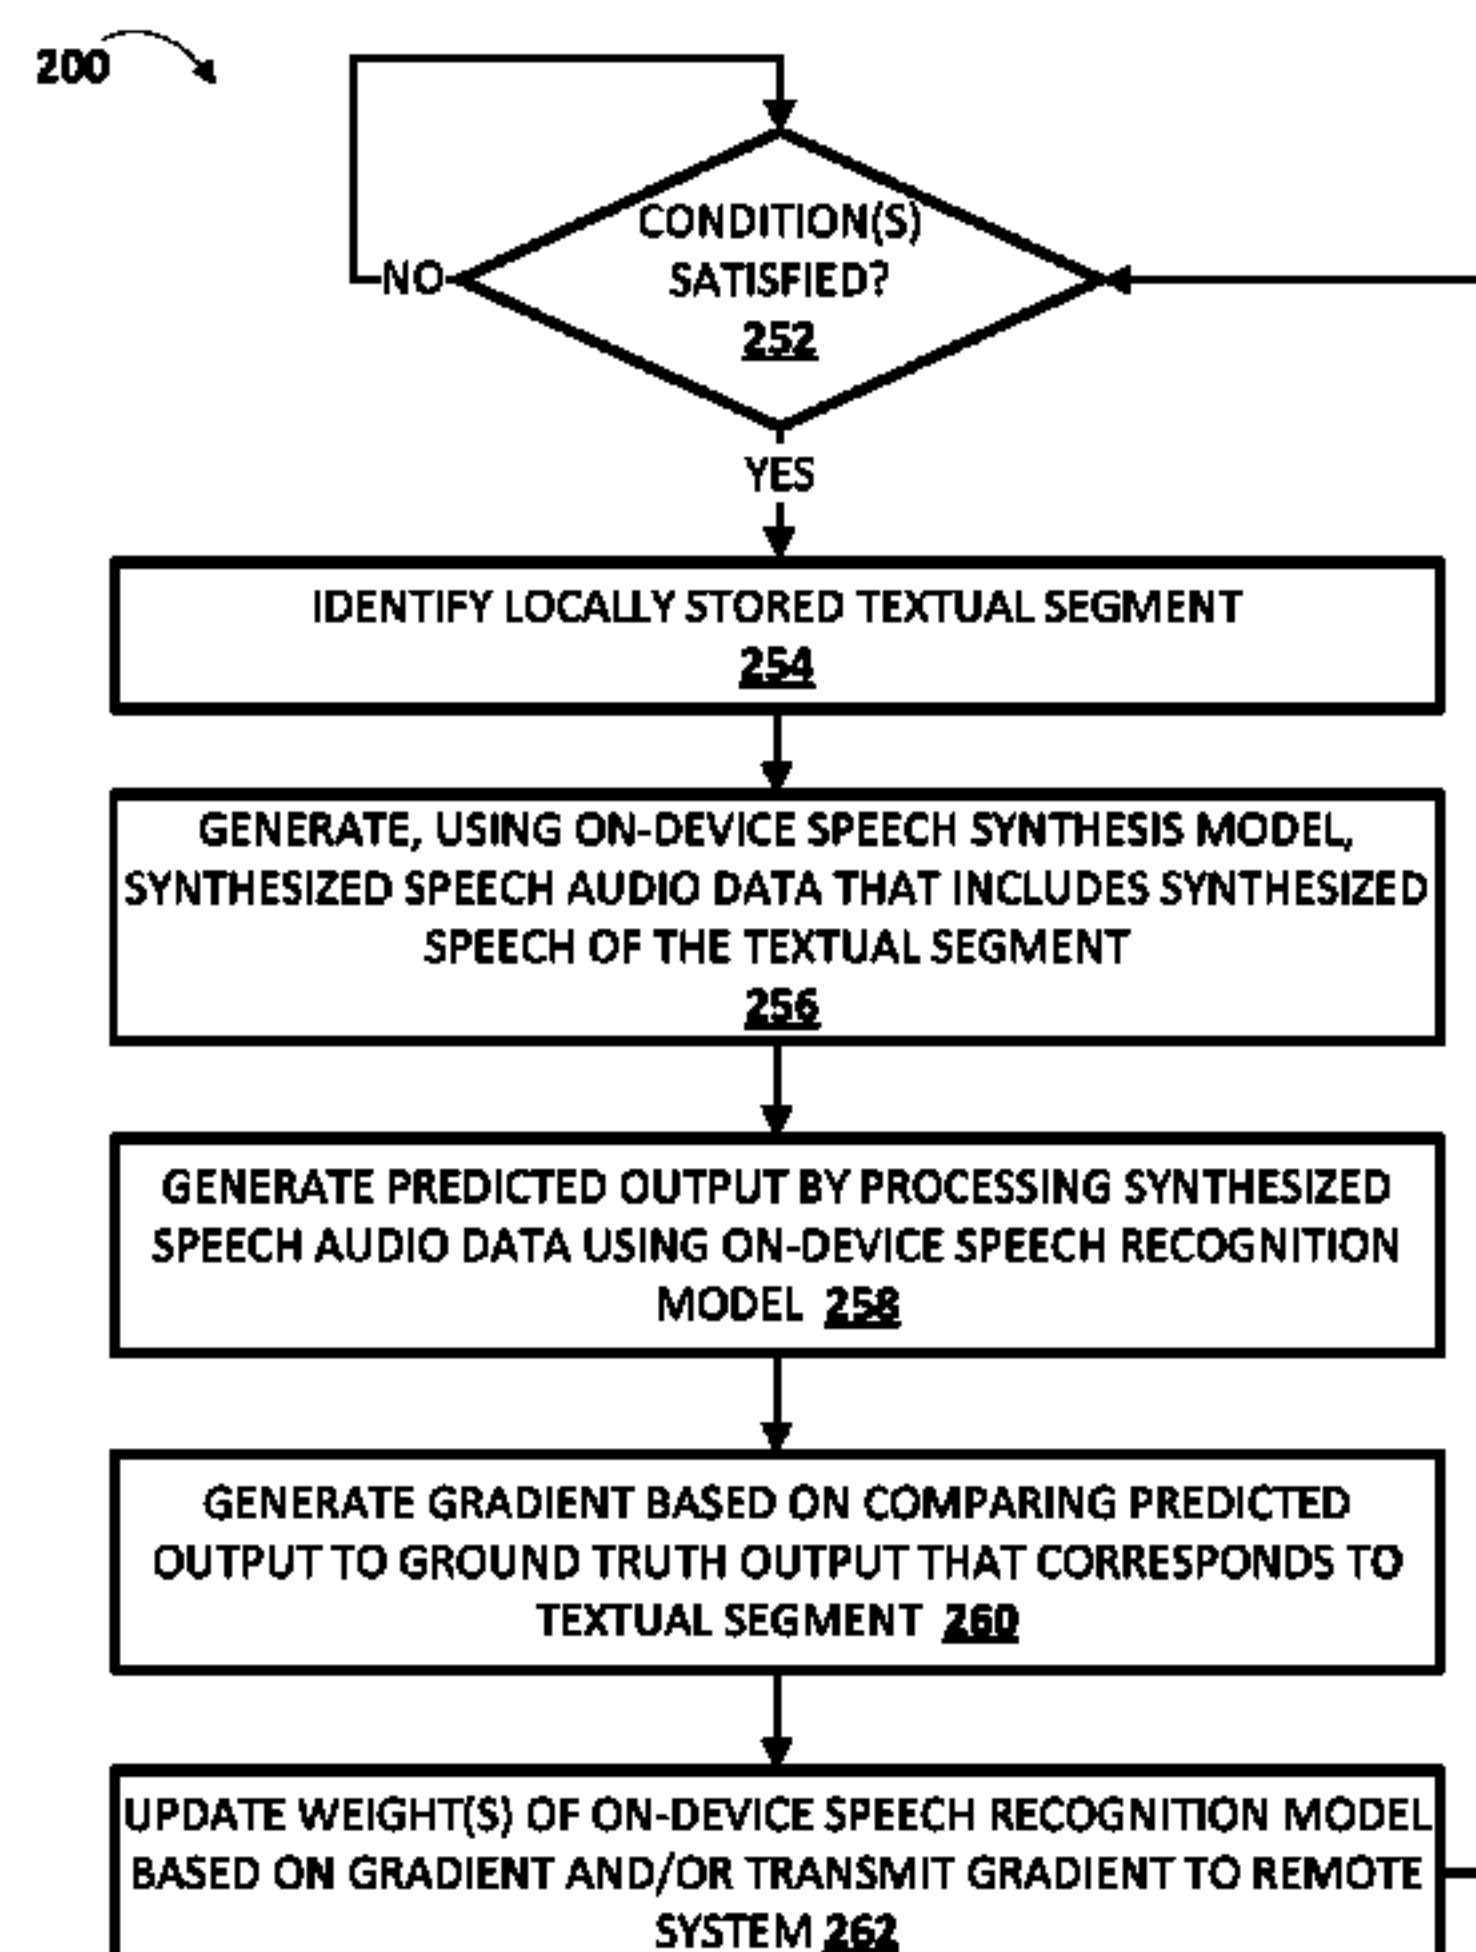 200
CONDITION(S)
SATISFIED?
252
NO
YES
IDENTIFY LOCALLY STORED TEXTUAL SEGMENT
254
GENERATE, USING ON-DEVICE SPEECH SYNTHESIS MODEL,
SYNTHESIZED SPEECH AUDIO DATA THAT INCLUDES SYNTHESIZED
SPEECH OF THE TEXTUAL SEGMENT
256
GENERATE PREDICTED OUTPUT BY PROCESSING SYNTHESIZED
SPEECH AUDIO DATA USING ON-DEVICE SPEECH RECOGNITION
MODEL 258
GENERATE GRADIENT BASED ON COMPARING PREDICTED
OUTPUT TO GROUND TRUTH OUTPUT THAT CORRESPONDS TO
TEXTUAL SEGMENT 260
UPDATE WEIGHT(S) OF ON-DEVICE SPEECH RECOGNITION MODEL
BASED ON GRADIENT AND/OR TRANSMIT GRADIENT TO REMOTE
SYSTEM 262